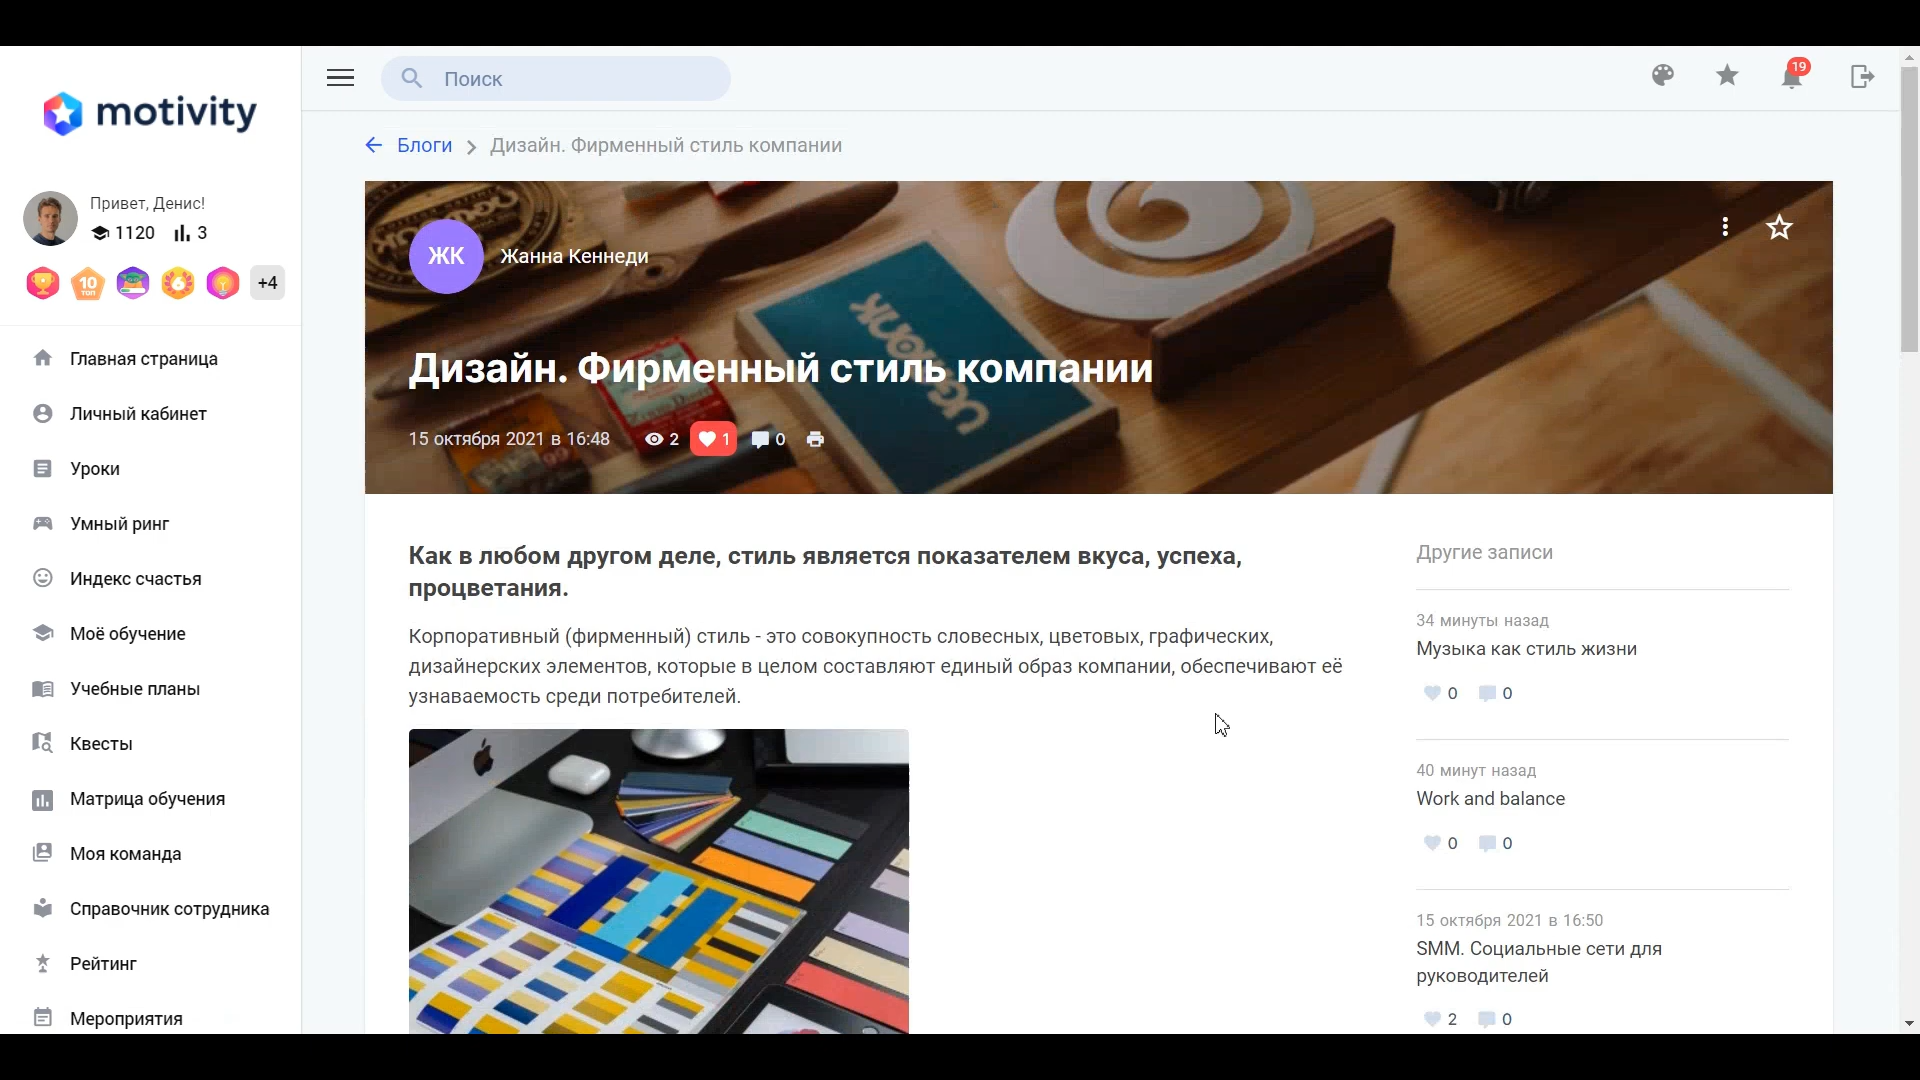 motivity
Привет, Денис!
1120 3
10
ТОП
6
+4
Главная страница
Личный кабинет
Уроки
Умный ринг
Индекс счастья
Моё обучение
Учебные планы
Квесты
Матрица обучения
Моя команда
Справочник сотрудника
Рейтинг
Мероприятия
Поиск
19
Блоги
Дизайн. Фирменный стиль компании
ЖК Жанна Кеннеди
ugmonk
Дизайн. Фирменный стиль компании
15 октября 2021 в 16:48 2 1 0
Как в любом другом деле, стиль является показателем вкуса, успеха,
процветания.
Корпоративный (фирменный) стиль - это совокупность словесных, цветовых, графических,
дизайнерских элементов, которые в целом составляют единый образ компании, обеспечивают её
узнаваемость среди потребителей.
Другие записи
34 минуты назад
Музыка как стиль жизни
0 0
40 минут назад
Work and balance
0 0
15 октября 2021 в 16:50
SMM. Социальные сети для
руководителей
2 0